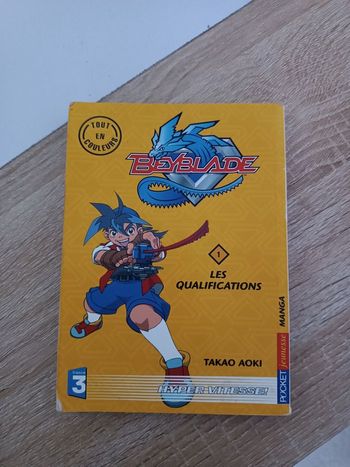 TOUT
EN
COULEURS
BEYBLADE
1
LES
QUALIFICATIONS
TAKAO AOKI
france
3
HYPER VITESSE!
POCKET jeunesse MANGA